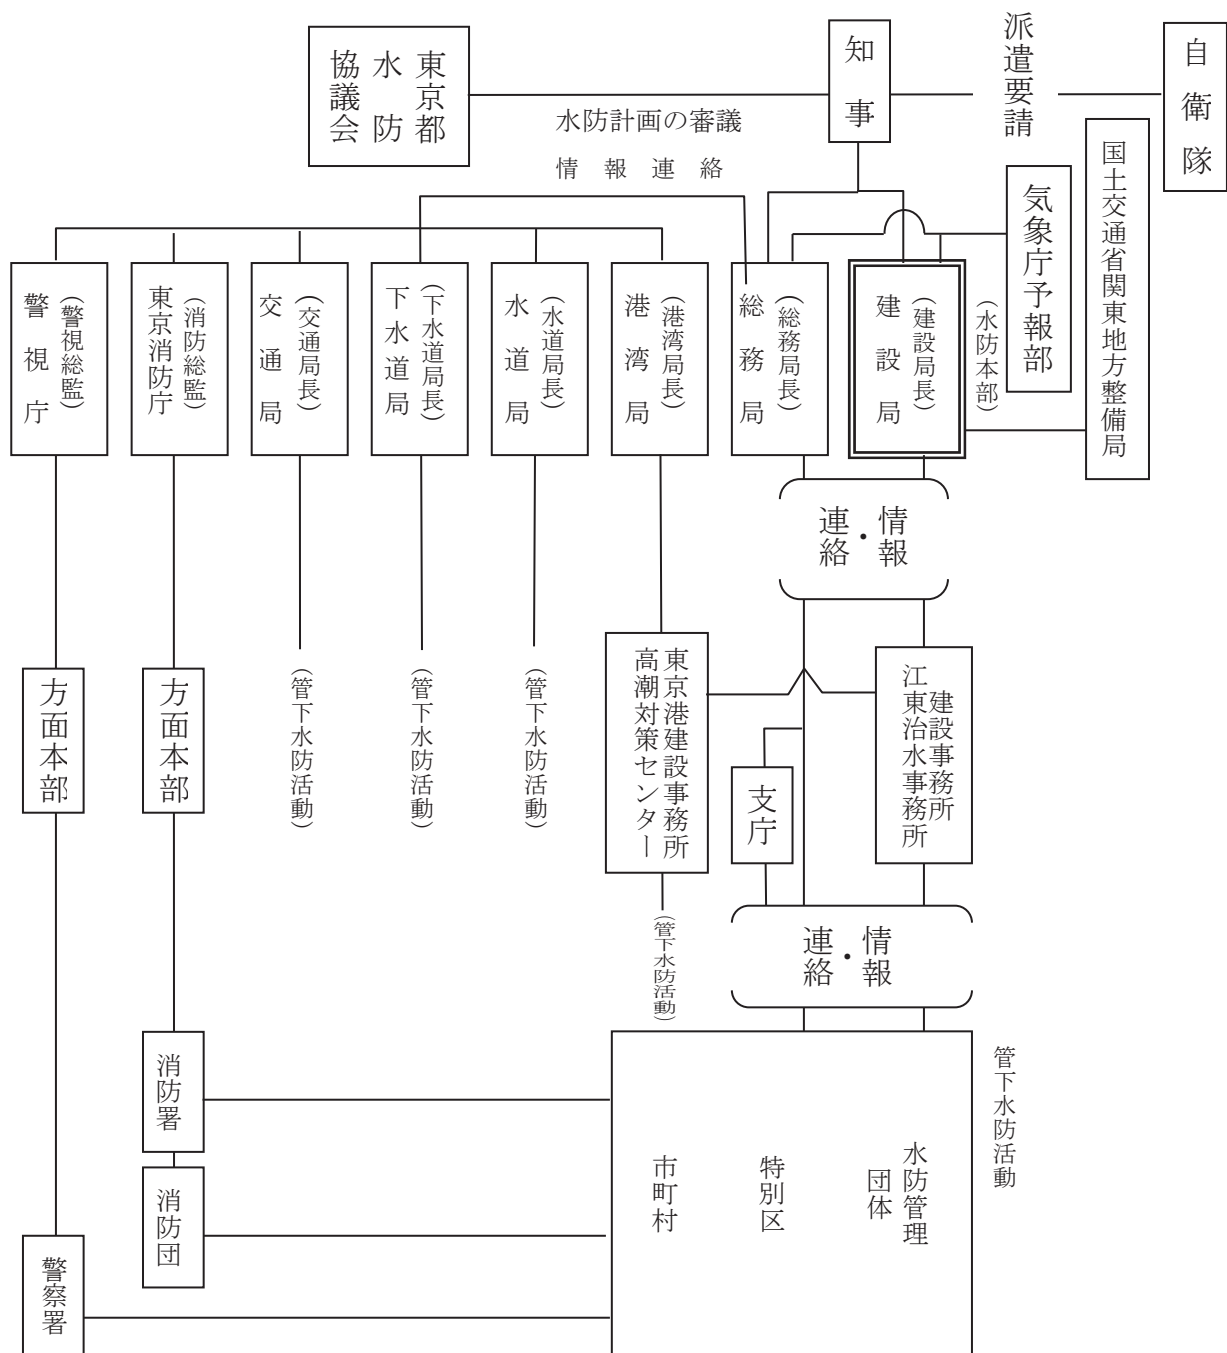 東京都
水防
協議会
知事
派遣要請
自衛隊
水防計画の審議
情報連絡
国土交通省関東地方整備局
気象庁予報部
(水防本部)
(建設局長)
建設局
(総務局長)
総務局
(港湾局長)
港湾局
(水道局長)
水道局
(下水道局長)
下水道局
(交通局長)
交通局
(消防総監)
東京消防庁
(警視総監)
警視庁
情報・
連絡
建設事務所
江東治水事務所
東京港建設事務所
高潮対策センター
支庁
(管下水防活動)
(管下水防活動)
(管下水防活動)
方面本部
方面本部
(管下水防活動)
情報・
連絡
管下水防活動
水防管理
団体
特別区
市町村
消防署
消防団
警察署